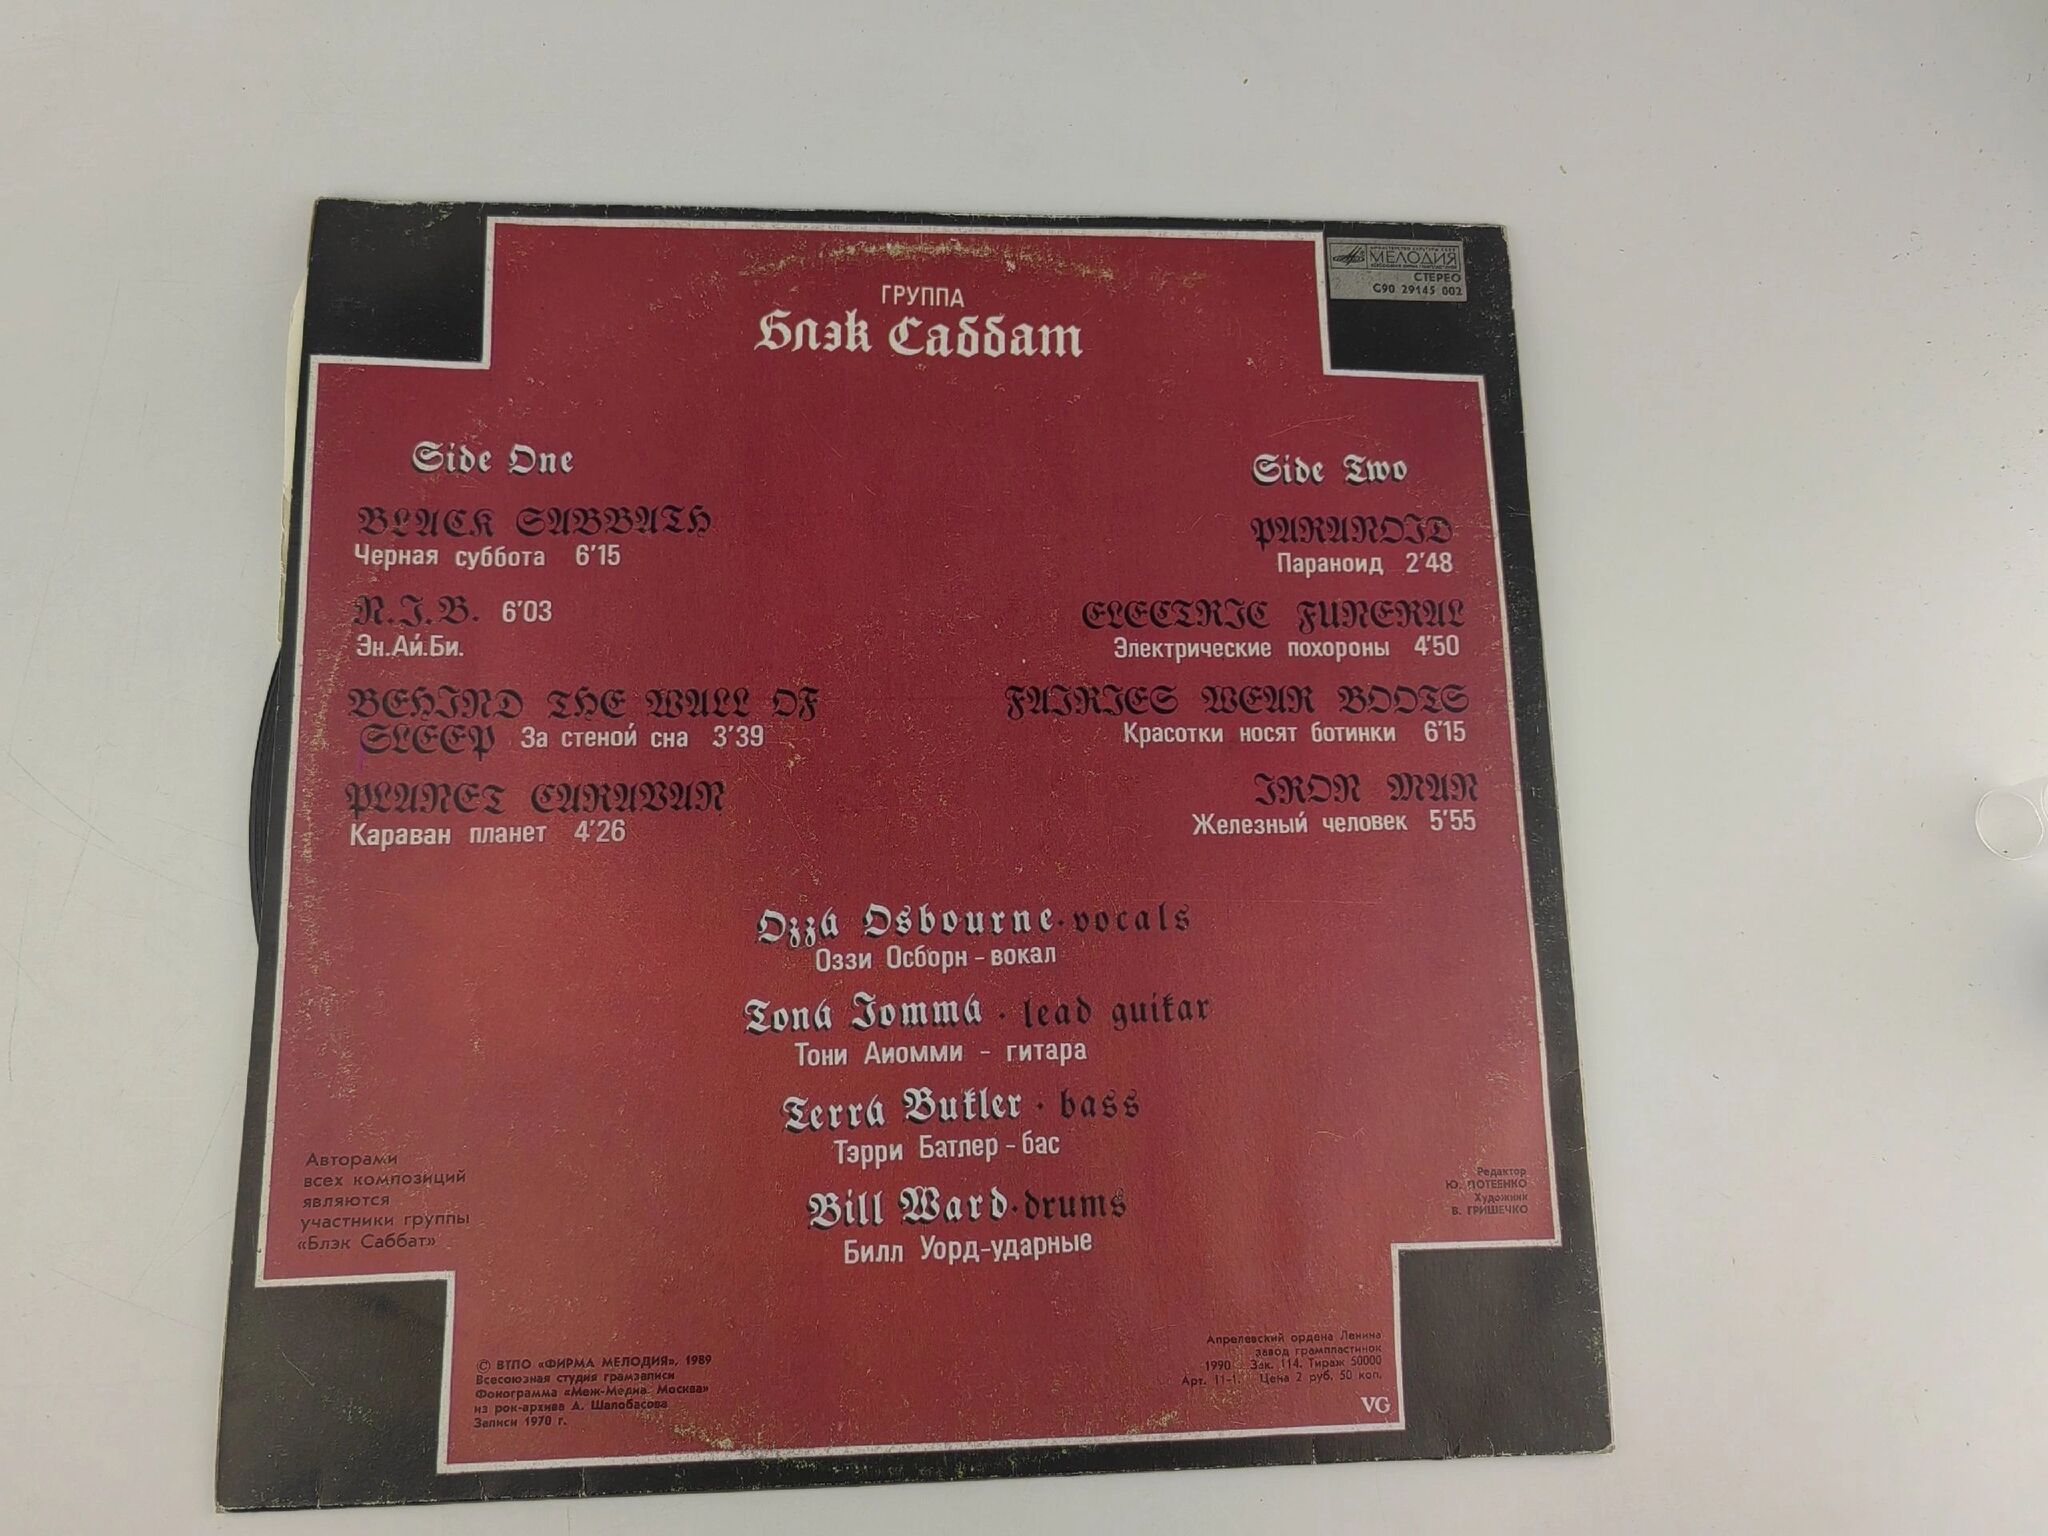 МИНИСТЕРСТВО КУЛЬТУРЫ СССР
МЕЛОДИЯ
ВСЕСОЮЗНАЯ ФИРМА ГРАМПЛАСТИНОК
СТЕРЕО
С90 29145 002
ГРУППА
Блэк Саббат
Side One
BLACK SABBATH
Черная суббота 6'15
N.I.B. 6'03
Эн.Ай.Би.
BEHIND THE WALL OF
SLEEP За стеной сна 3'39
PLANET CARAVAN
Караван планет 4'26
Side Two
PARANOID
Параноид 2'48
ELECTRIC FUNERAL
Электрические похороны 4'50
FAIRIES WEAR BOOTS
Красотки носят ботинки 6'15
IRON MAN
Железный человек 5'55
Ozzy Osbourne · vocals
Оззи Осборн - вокал
Tony Iommy · lead guitar
Тони Аиомми - гитара
Terry Butler · bass
Тэрри Батлер - бас
Bill Ward · drums
Билл Уорд-ударные
Авторами
всех композиций
являются
участники группы
«Блэк Саббат»
Редактор
Ю. ПОТЕЕНКО
Художник
В. ГРИШЕЧКО
© ВТПО «ФИРМА МЕЛОДИЯ», 1989
Всесоюзная студия грамзаписи
Фонограмма «Меж-Медиа. Москва»
из рок-архива А. Шалобасова
Записи 1970 г.
Апрелевский ордена Ленина
завод грампластинок
1990 Зак. 114. Тираж 50000
Арт. 11-1. Цена 2 руб. 50 коп.
VG